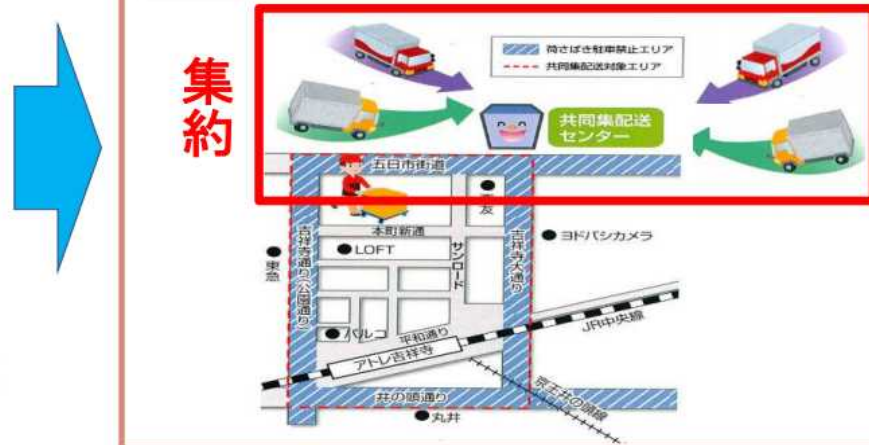 集約
荷さばき駐車禁止エリア
共同集配送対象エリア
共同集配送
センター
五日市街道
西友
本町新道
LOFT
サンロード
吉祥寺大通り
ヨドバシカメラ
東急
吉祥寺通り(公園通り)
パルコ
平和通り
アトレ吉祥寺
JR中央線
井の頭通り
京王井の頭線
丸井